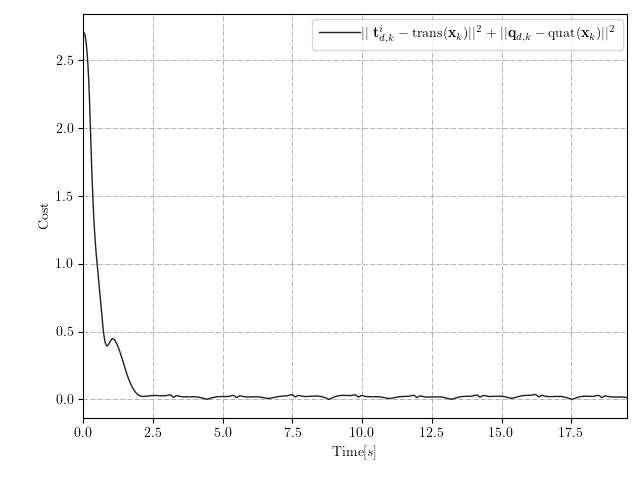 || t^i_{d,k} − trans(x_k)||^2 + ||q_{d,k} − quat(x_k)||^2
2.5
2.0
1.5
1.0
0.5
0.0
Cost
0.0 2.5 5.0 7.5 10.0 12.5 15.0 17.5
Time[s]